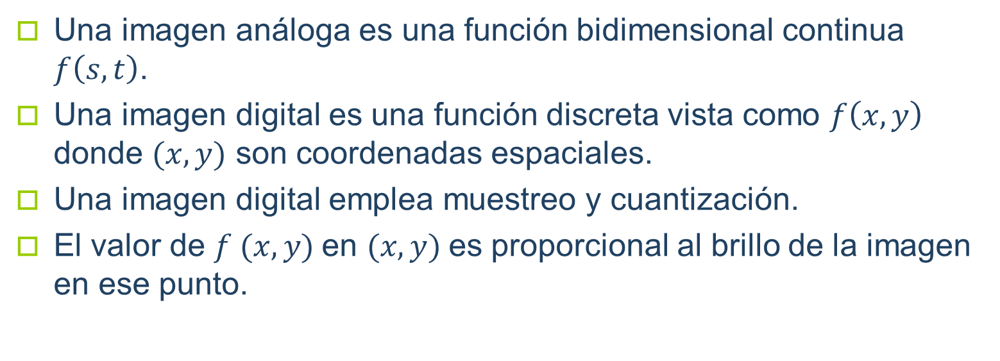 Una imagen análoga es una función bidimensional continua
f(s,t).
Una imagen digital es una función discreta vista como f(x,y)
donde (x,y) son coordenadas espaciales.
Una imagen digital emplea muestreo y cuantización.
El valor de f (x,y) en (x,y) es proporcional al brillo de la imagen
en ese punto.